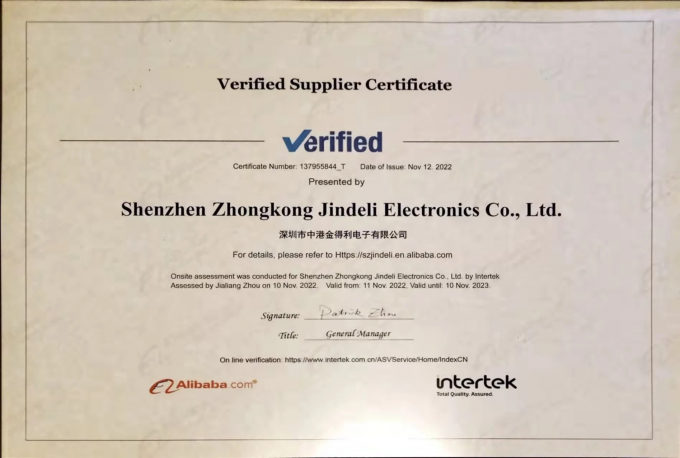 Verified Supplier Certificate
Verified
Certificate Number: 137955844_T Date of Issue: Nov 12. 2022
Presented by
Shenzhen Zhongkong Jindeli Electronics Co., Ltd.
深圳市中港金得利电子有限公司
For details, please refer to Https://szjindeli.en.alibaba.com
Onsite assessment was conducted for Shenzhen Zhongkong Jindeli Electronics Co., Ltd. by Intertek
Assessed by Jialiang Zhou on 10 Nov. 2022. Valid from: 11 Nov. 2022. Valid until: 10 Nov. 2023.
Signature: Patrick Zhou
Title: General Manager
On line verification: https://www.intertek.com.cn/ASVService/Home/IndexCN
Alibaba.com®
intertek
Total Quality. Assured.